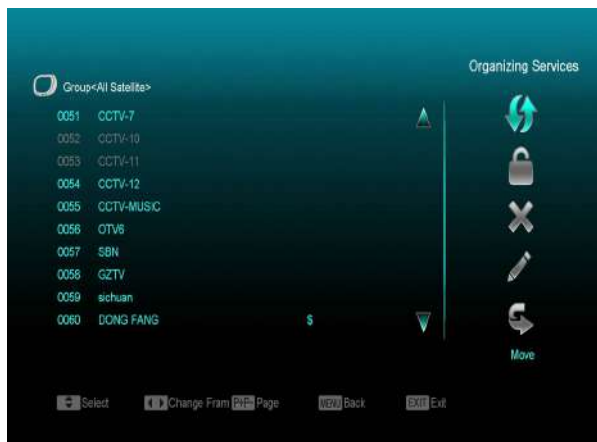 Organizing Services
Group<All Satellite>
0051 CCTV-7
0052 CCTV-10
0053 CCTV-11
0054 CCTV-12
0055 CCTV-MUSIC
0056 OTV6
0057 SBN
0058 GZTV
0059 sichuan
0060 DONG FANG $
Move
Select Change Fram P+/P- Page MENU Back EXIT Exit